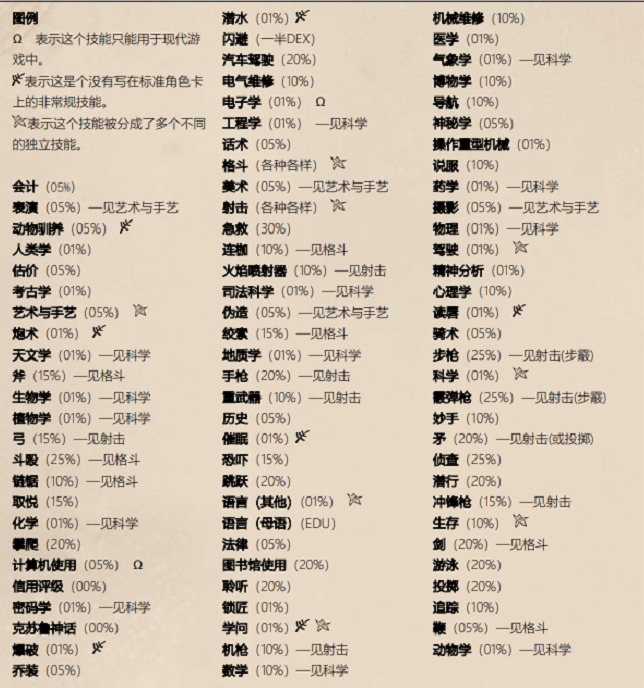 图例
Ω 表示这个技能只能用于现代游
戏中。
表示这是个没有写在标准角色卡
上的非常规技能。
表示这个技能被分成了多个不同
的独立技能。
会计 (05%)
表演 (05%) —见艺术与手艺
动物驯养 (05%)
人类学 (01%)
估价 (05%)
考古学 (01%)
艺术与手艺 (05%)
炮术 (01%)
天文学 (01%) —见科学
斧 (15%) —见格斗
生物学 (01%) —见科学
植物学 (01%) —见科学
弓 (15%) —见射击
斗殴 (25%) —见格斗
链锯 (10%) —见格斗
取悦 (15%)
化学 (01%) —见科学
攀爬 (20%)
计算机使用 (05%) Ω
信用评级 (00%)
密码学 (01%) —见科学
克苏鲁神话 (00%)
爆破 (01%)
乔装 (05%)
潜水 (01%)
闪避 (一半DEX)
汽车驾驶 (20%)
电气维修 (10%)
电子学 (01%) Ω
工程学 (01%) —见科学
话术 (05%)
格斗 (各种各样)
美术 (05%) —见艺术与手艺
射击 (各种各样)
急救 (30%)
连枷 (10%) —见格斗
火焰喷射器 (10%) —见射击
司法科学 (01%) —见科学
伪造 (05%) —见艺术与手艺
绞索 (15%) —见格斗
地质学 (01%) —见科学
手枪 (20%) —见射击
重武器 (10%) —见射击
历史 (05%)
催眠 (01%)
恐吓 (15%)
跳跃 (20%)
语言 (其他) (01%)
语言 (母语) (EDU)
法律 (05%)
图书馆使用 (20%)
聆听 (20%)
锁匠 (01%)
学问 (01%)
机枪 (10%) —见射击
数学 (10%) —见科学
机械维修 (10%)
医学 (01%)
气象学 (01%) —见科学
博物学 (10%)
导航 (10%)
神秘学 (05%)
操作重型机械 (01%)
说服 (10%)
药学 (01%) —见科学
摄影 (05%) —见艺术与手艺
物理 (01%) —见科学
驾驶 (01%)
精神分析 (01%)
心理学 (10%)
读唇 (01%)
骑术 (05%)
步枪 (25%) —见射击(步霰)
科学 (01%)
霰弹枪 (25%) —见射击(步霰)
妙手 (10%)
矛 (20%) —见射击(或投掷)
侦查 (25%)
潜行 (20%)
冲锋枪 (15%) —见射击
生存 (10%)
剑 (20%) —见格斗
游泳 (20%)
投掷 (20%)
追踪 (10%)
鞭 (05%) —见格斗
动物学 (01%) —见科学